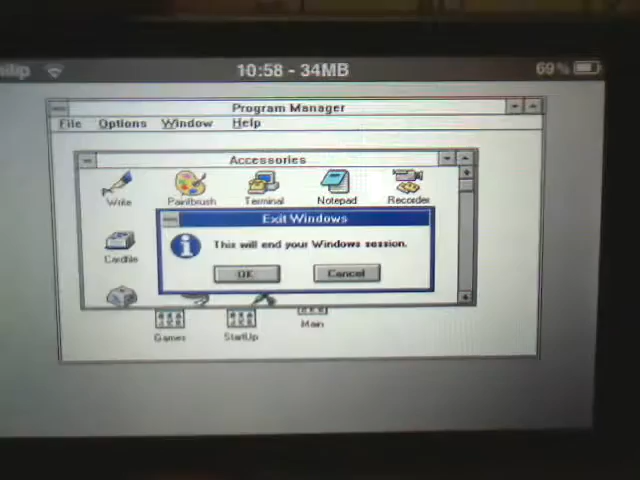 10:58 - 34MB
69%
Program Manager
File Options Window Help
Accessories
Write Paintbrush Terminal Notepad Recorder
Exit Windows
This will end your Windows session.
Cardfile
OK Cancel
Games StartUp Main